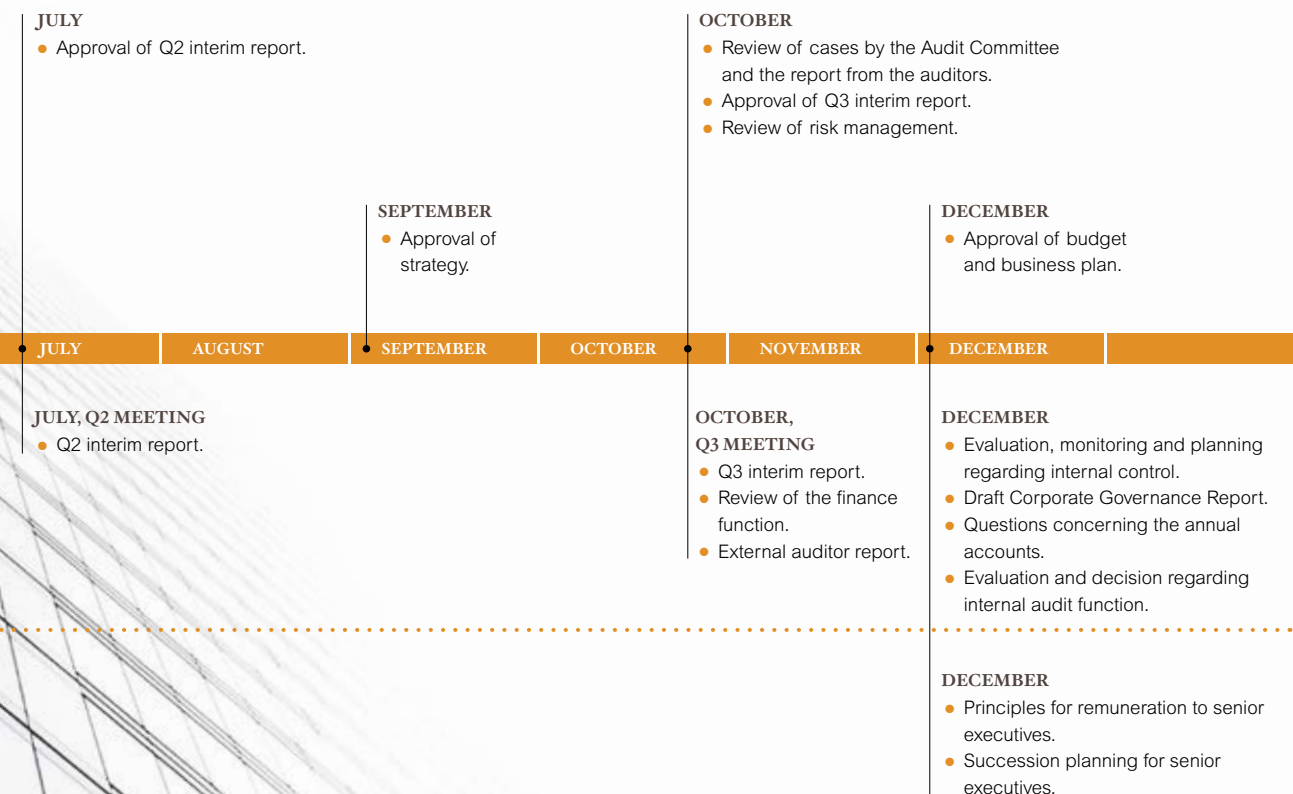 JULY
• Approval of Q2 interim report.
OCTOBER
• Review of cases by the Audit Committee
and the report from the auditors.
• Approval of Q3 interim report.
• Review of risk management.
SEPTEMBER
• Approval of
strategy.
DECEMBER
• Approval of budget
and business plan.
JULY AUGUST SEPTEMBER OCTOBER NOVEMBER DECEMBER
JULY, Q2 MEETING
• Q2 interim report.
OCTOBER,
Q3 MEETING
• Q3 interim report.
• Review of the finance
function.
• External auditor report.
DECEMBER
• Evaluation, monitoring and planning
regarding internal control.
• Draft Corporate Governance Report.
• Questions concerning the annual
accounts.
• Evaluation and decision regarding
internal audit function.
DECEMBER
• Principles for remuneration to senior
executives.
• Succession planning for senior
executives.